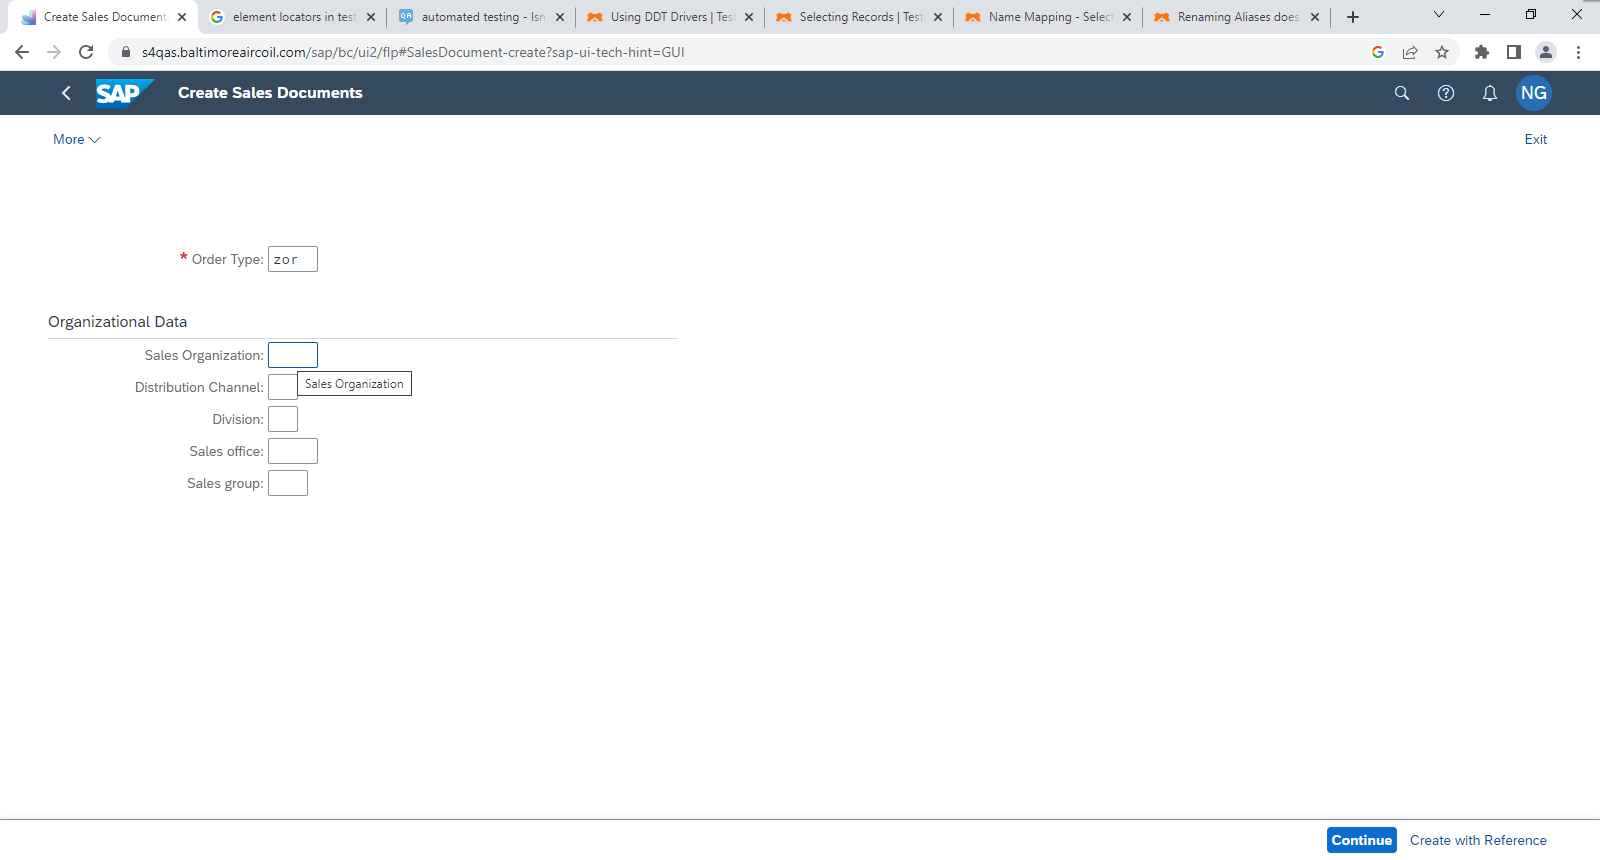 Create Sales Document
element locators in test
automated testing - Isn
Using DDT Drivers | Test
Selecting Records | Test
Name Mapping - Select
Renaming Aliases does
s4qas.baltimoreaircoil.com/sap/bc/ui2/flp#SalesDocument-create?sap-ui-tech-hint=GUI
SAP
Create Sales Documents
NG
More
Exit
* Order Type: zor
Organizational Data
Sales Organization:
Distribution Channel:
Sales Organization
Division:
Sales office:
Sales group:
Continue
Create with Reference